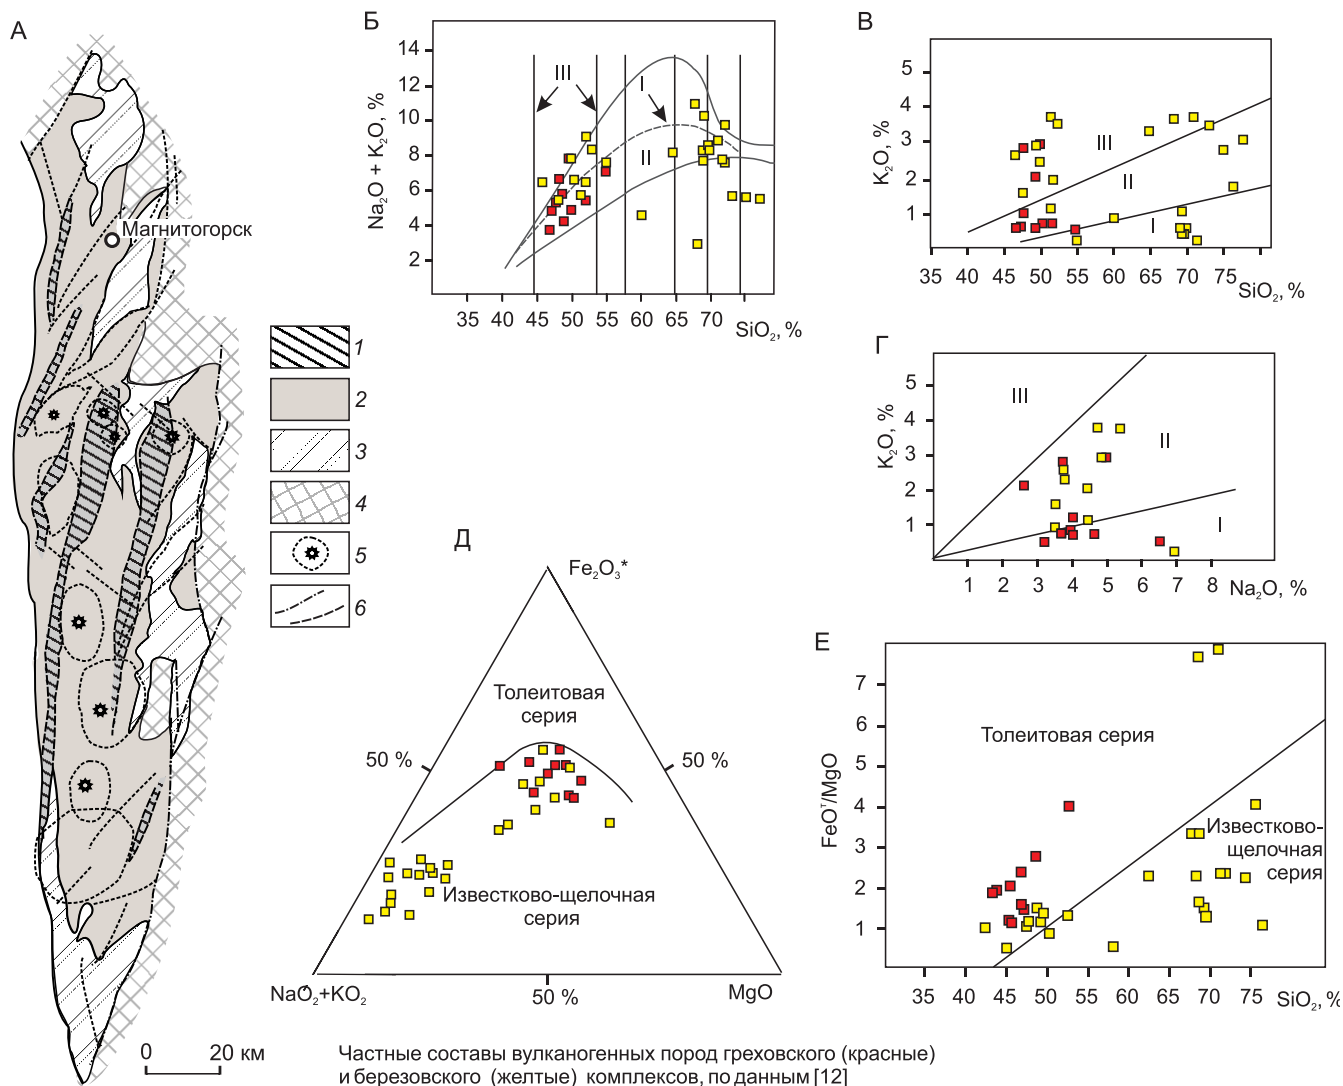 А
Магнитогорск
1
2
3
4
5
6
0 20 км
Б
Na₂O + K₂O, %
14
12
10
8
6
4
2
III
I
II
35 40 45 50 55 60 65 70
SiO₂, %
В
K₂O, %
5
4
3
2
1
III
II
I
35 40 45 50 55 60 65 70 75
SiO₂, %
Г
K₂O, %
5
4
3
2
1
III
II
I
1 2 3 4 5 6 7 8
Na₂O, %
Д
Fe₂O₃*
Толеитовая
серия
50 %
50 %
Известково-щелочная
серия
NaO₂+KO₂
50 %
MgO
Е
FeOᵀ/MgO
7
6
5
4
3
2
1
Толеитовая серия
Известково-
щелочная
серия
35 40 45 50 55 60 65 70 75
SiO₂, %
Частные составы вулканогенных пород греховского (красные)
и березовского (желтые) комплексов, по данным [12]